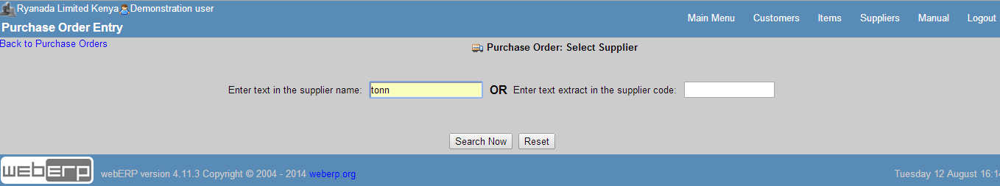 Ryanada Limited Kenya Demonstration user
Main Menu Customers Items Suppliers Manual Logout
Purchase Order Entry
Back to Purchase Orders
Purchase Order: Select Supplier
Enter text in the supplier name: tonn OR Enter text extract in the supplier code:
Search Now Reset
weberp webERP version 4.11.3 Copyright © 2004 - 2014 weberp.org Tuesday 12 August 16:14